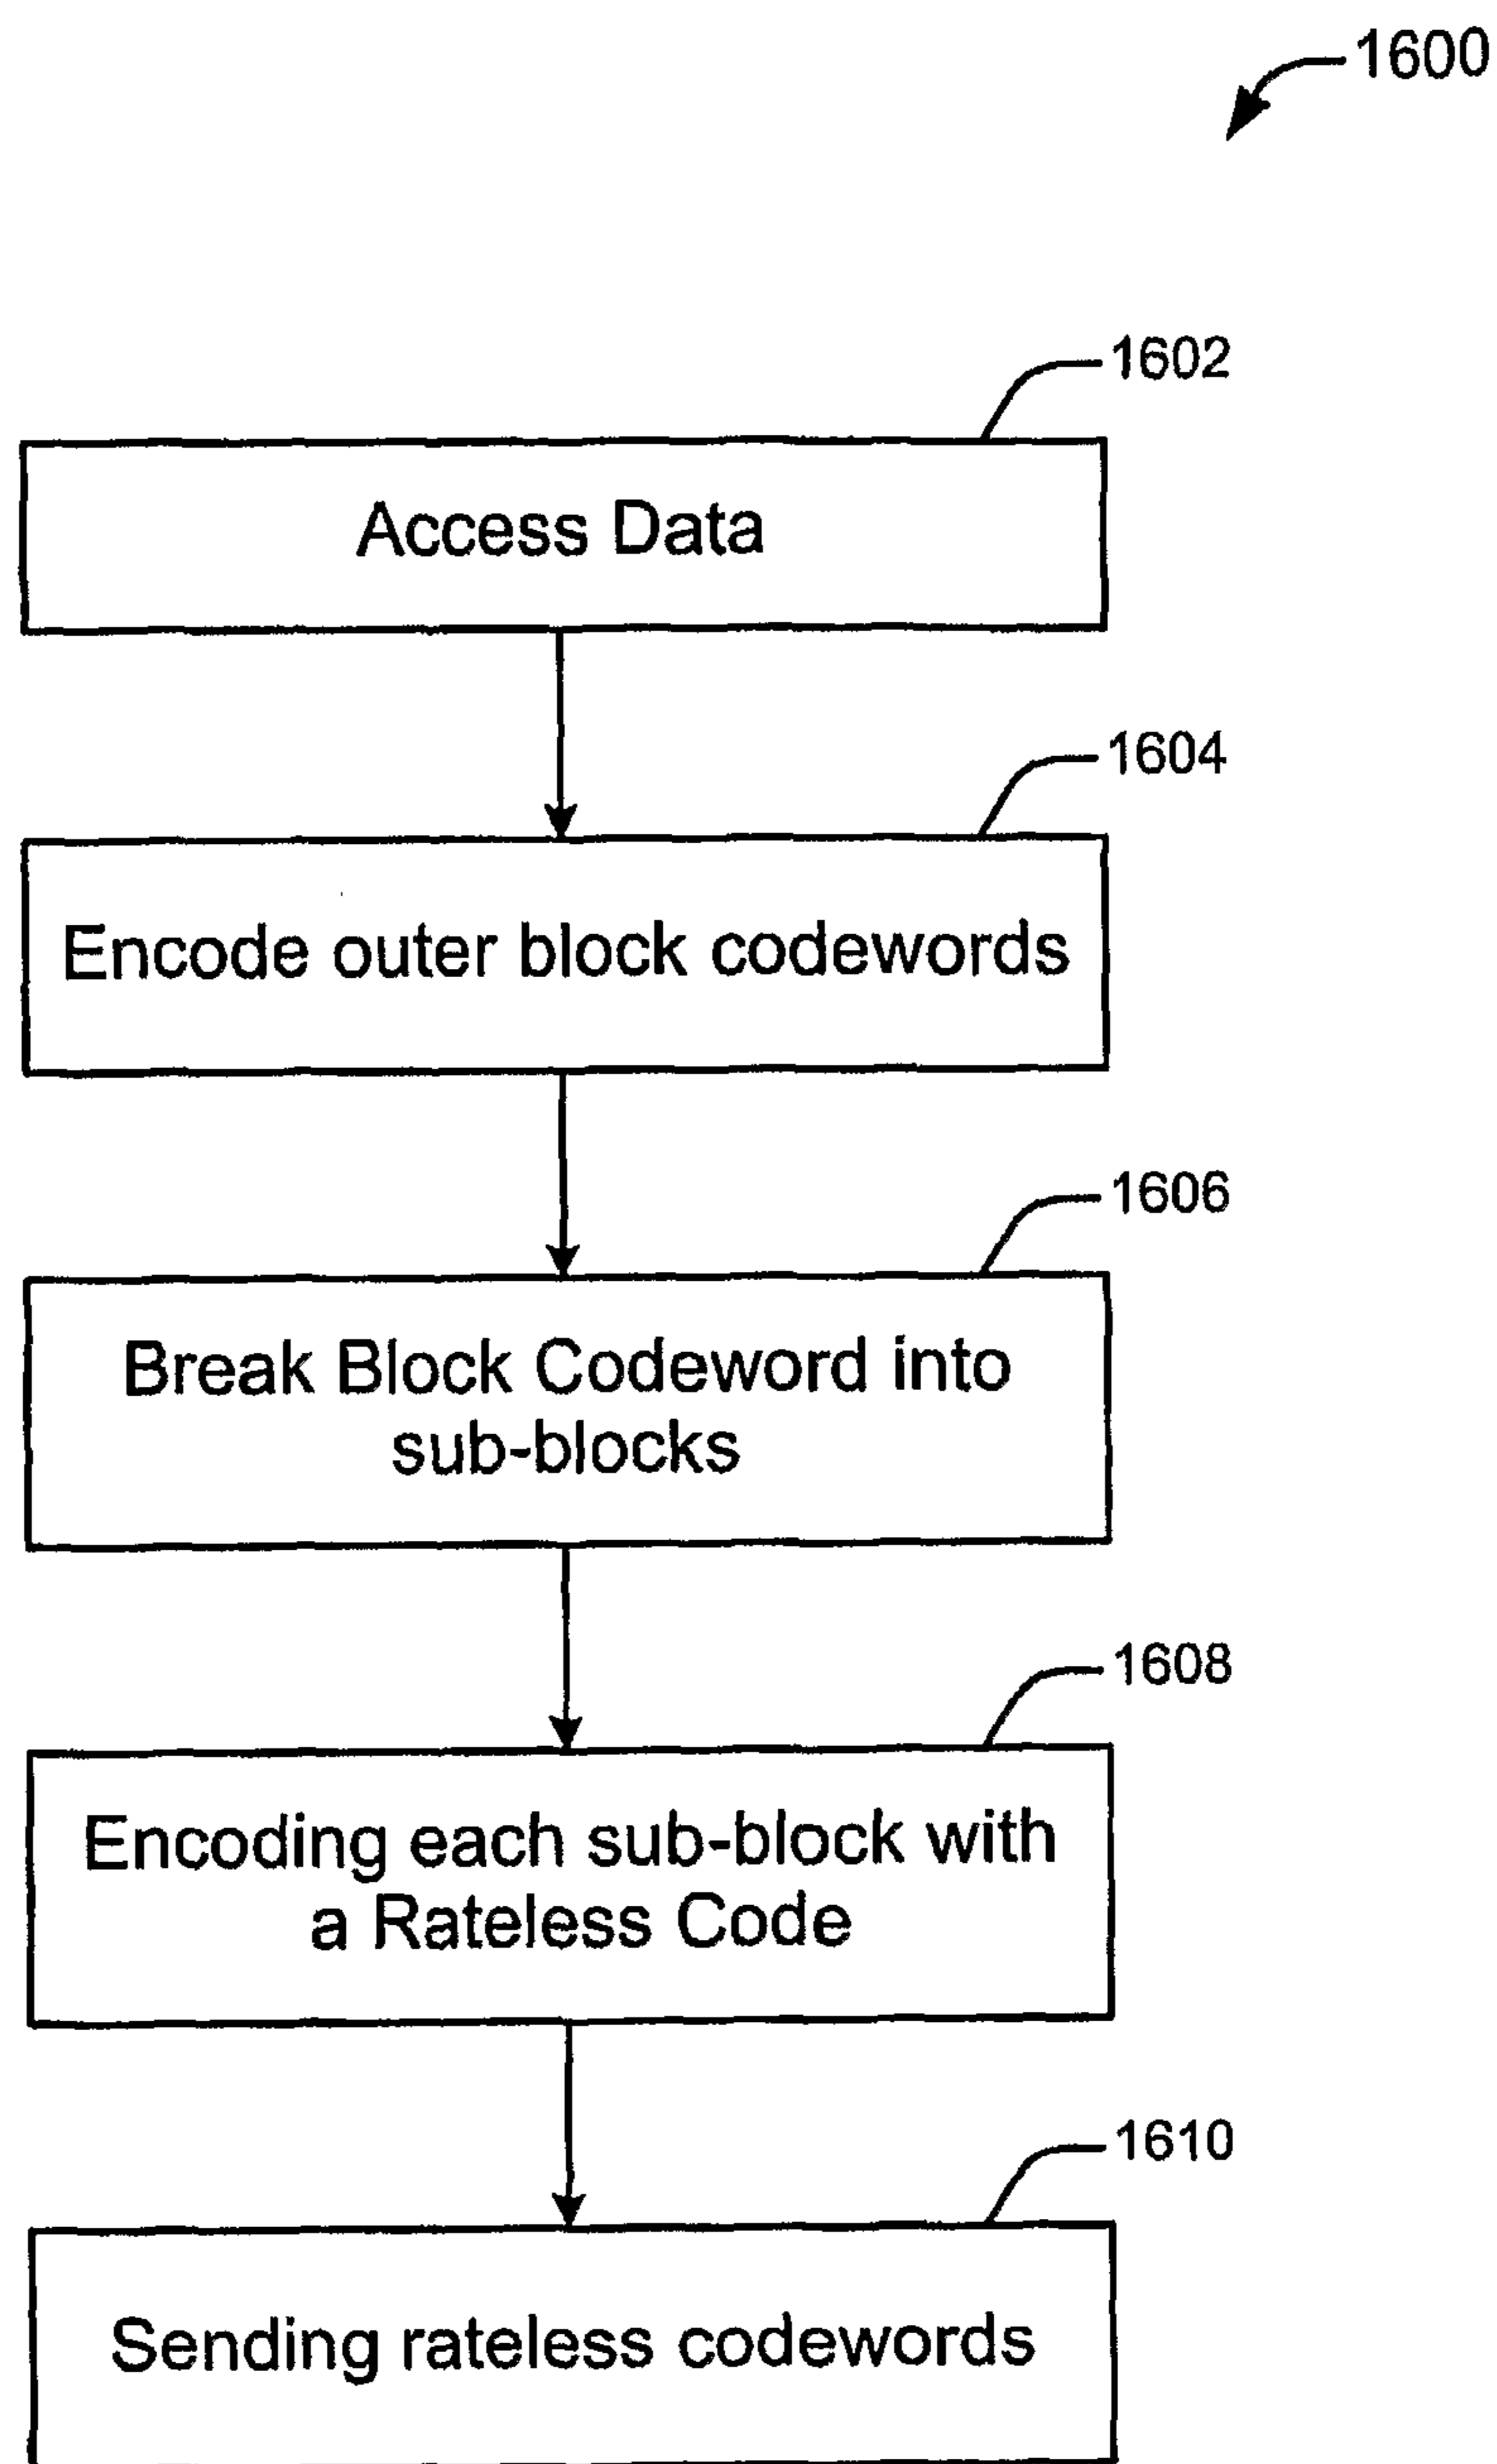 1600
1602
Access Data
1604
Encode outer block codewords
1606
Break Block Codeword into
sub-blocks
1608
Encoding each sub-block with
a Rateless Code
1610
Sending rateless codewords